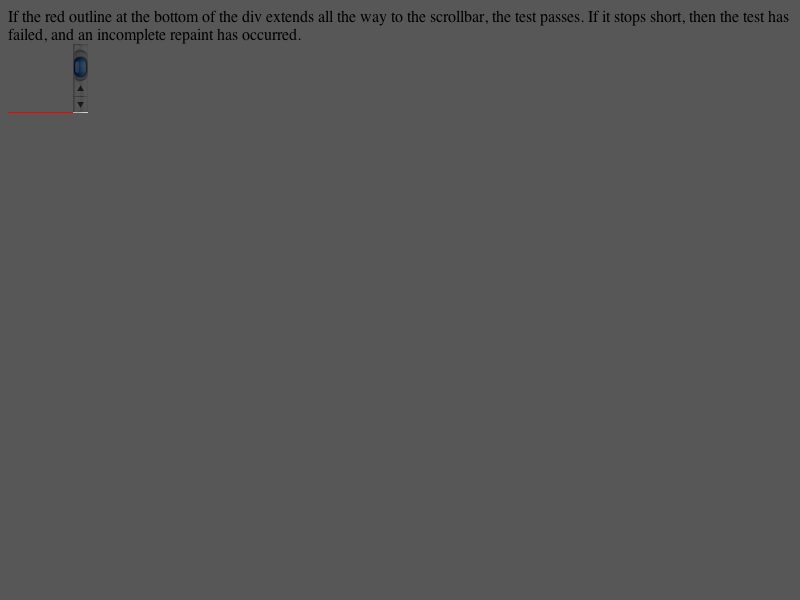 If the red outline at the bottom of the div extends all the way to the scrollbar, the test passes. If it stops short, then the test has
failed, and an incomplete repaint has occurred.